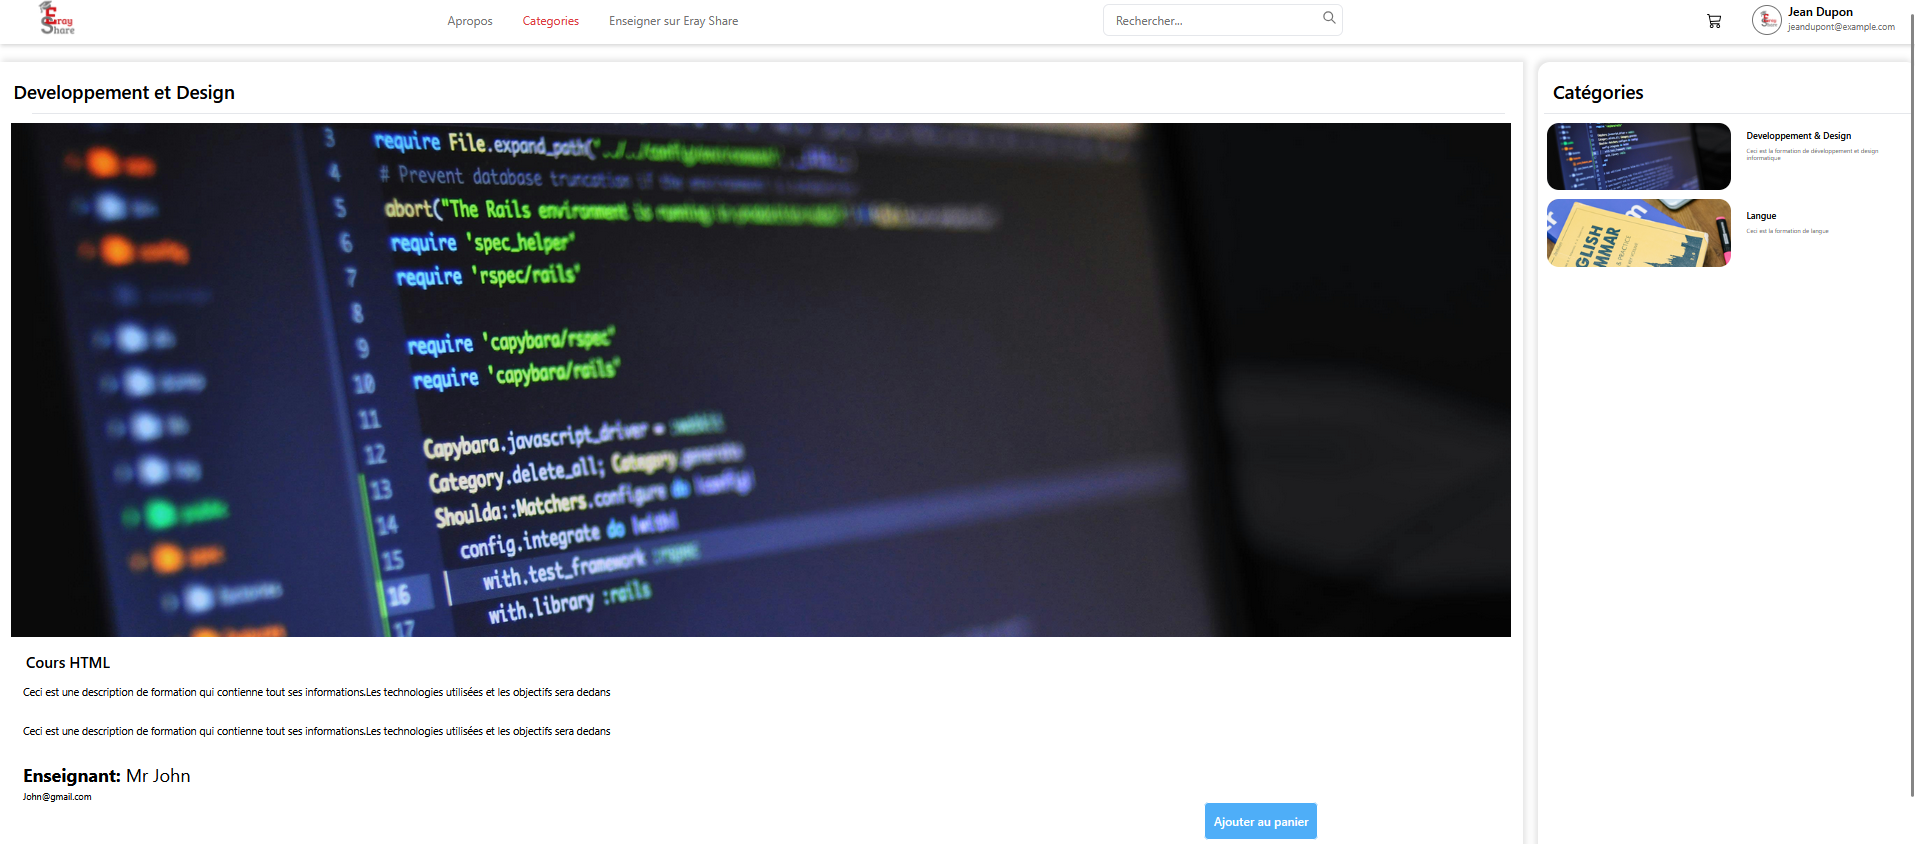 Eray
Share
Apropos
Categories
Enseigner sur Eray Share
Rechercher...
Jean Dupon
jeandupont@example.com
Developpement et Design
3 require File.expand_path("../../config/environment",
4 # Prevent database truncation if the environment is
5 abort("The Rails environment is running in production mode!")
6 require 'spec_helper'
7 require 'rspec/rails'
8
9 require 'capybara/rspec'
10 require 'capybara/rails'
11
12 Capybara.javascript_driver = :webkit
13 Category.delete_all; Category
14 Shoulda::Matchers.configure do |config|
15 config.integrate do |with|
16 with.test_framework :rspec
17 with.library :rails
Cours HTML
Ceci est une description de formation qui contienne tout ses informations.Les technologies utilisées et les objectifs sera dedans
Ceci est une description de formation qui contienne tout ses informations.Les technologies utilisées et les objectifs sera dedans
Enseignant: Mr John
John@gmail.com
Ajouter au panier
Catégories
Developpement & Design
Ceci est la formation de développement et design
informatique
GLISH
MMAR
Langue
Ceci est la formation de langue